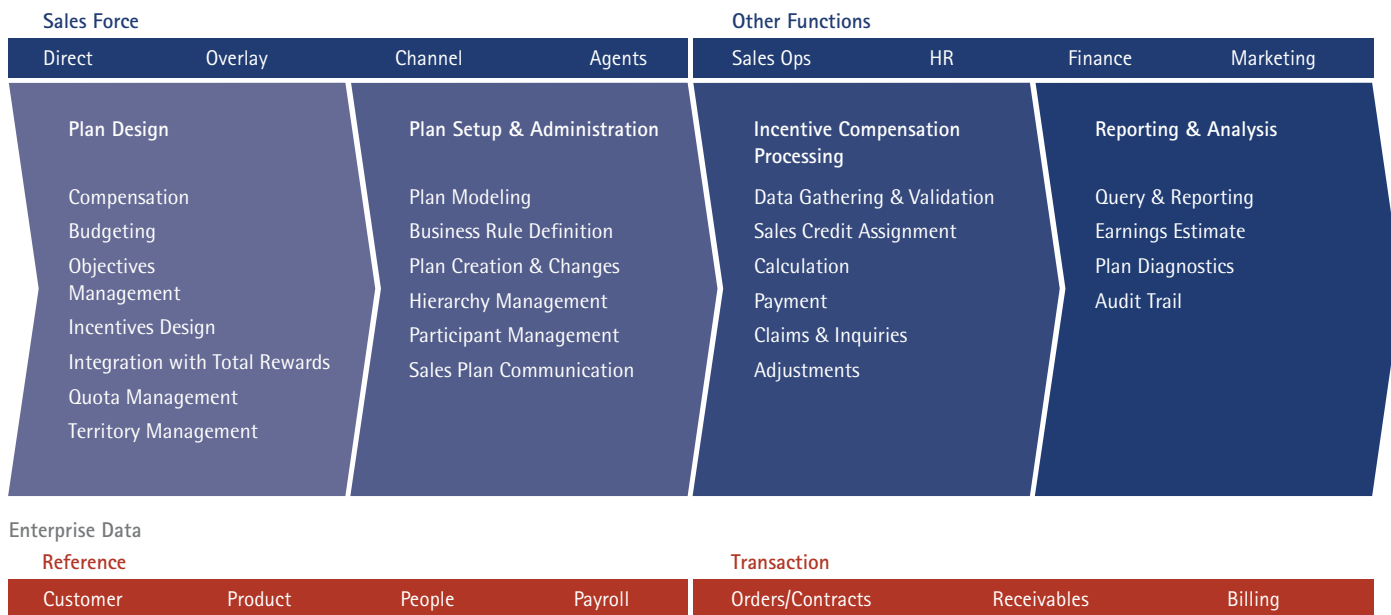 Sales Force
Other Functions
Direct Overlay Channel Agents
Sales Ops HR Finance Marketing
Plan Design
Compensation
Budgeting
Objectives
Management
Incentives Design
Integration with Total Rewards
Quota Management
Territory Management
Plan Setup & Administration
Plan Modeling
Business Rule Definition
Plan Creation & Changes
Hierarchy Management
Participant Management
Sales Plan Communication
Incentive Compensation
Processing
Data Gathering & Validation
Sales Credit Assignment
Calculation
Payment
Claims & Inquiries
Adjustments
Reporting & Analysis
Query & Reporting
Earnings Estimate
Plan Diagnostics
Audit Trail
Enterprise Data
Reference
Customer Product People Payroll
Transaction
Orders/Contracts Receivables Billing